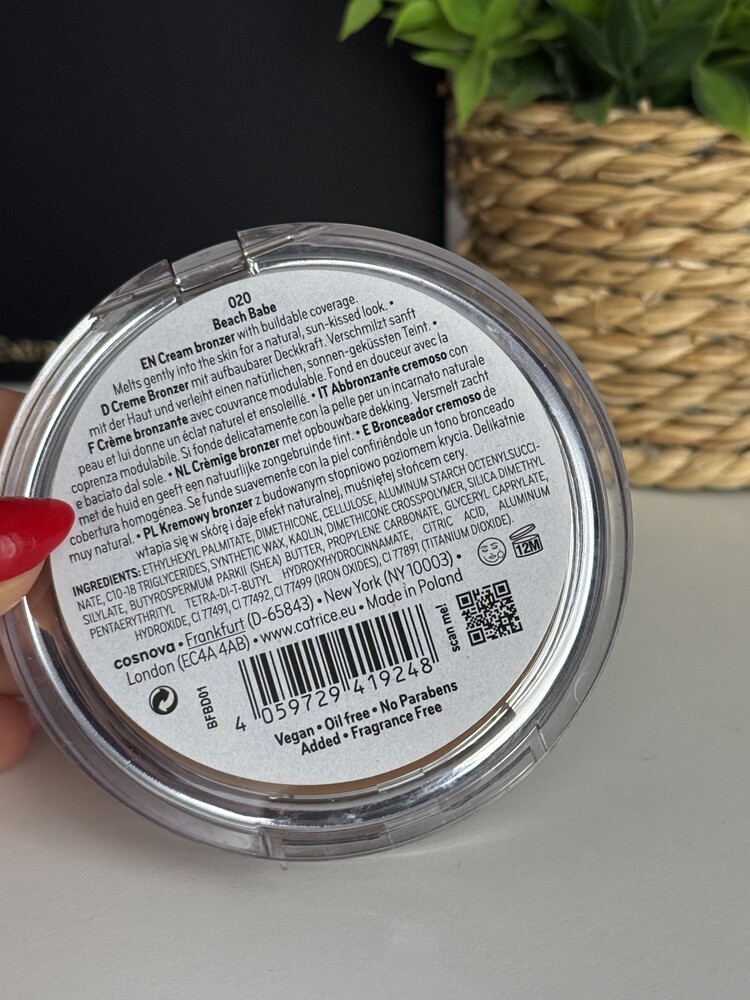 020
Beach Babe
EN Cream bronzer with buildable coverage.
Melts gently into the skin for a natural, sun-kissed look. •
D Creme Bronzer mit aufbaubarer Deckkraft. Verschmilzt sanft
mit der Haut und verleiht einen natürlichen, sonnen-geküssten Teint. •
F Crème bronzante avec couvrance modulable. Fond en douceur avec la
peau et lui donne un éclat naturel et ensoleillé. • IT Abbronzante cremoso con
coprenza modulabile. Si fonde delicatamente con la pelle per un incarnato naturale
e baciato dal sole. • NL Crèmige bronzer met opbouwbare dekking. Versmelt zacht
met de huid en geeft een natuurlijke zongebruinde tint. • E Bronceador cremoso de
cobertura homogénea. Se funde suavemente con la piel confiriéndole un tono bronceado
muy natural. • PL Kremowy bronzer z budowanym stopniowo poziomem krycia. Delikatnie
wtapia się w skórę i daje efekt naturalnej, muśniętej słońcem cery.
INGREDIENTS: ETHYLHEXYL PALMITATE, DIMETHICONE, CELLULOSE, ALUMINUM STARCH OCTENYLSUCCI-
NATE, C10-18 TRIGLYCERIDES, SYNTHETIC WAX, KAOLIN, DIMETHICONE CROSSPOLYMER, SILICA DIMETHYL
SILYLATE, BUTYROSPERMUM PARKII (SHEA) BUTTER, PROPYLENE CARBONATE, GLYCERYL CAPRYLATE,
PENTAERYTHRITYL TETRA-DI-T-BUTYL HYDROXYHYDROCINNAMATE, CITRIC ACID, ALUMINUM
HYDROXIDE, CI 77491, CI 77492, CI 77499 (IRON OXIDES), CI 77891 (TITANIUM DIOXIDE).
12M
cosnova • Frankfurt (D-65843) • New York (NY 10003) •
London (EC4A 4AB) • www.catrice.eu • Made in Poland
scan me!
BFBD01
4 059729 419248
Vegan • Oil free • No Parabens
Added • Fragrance Free